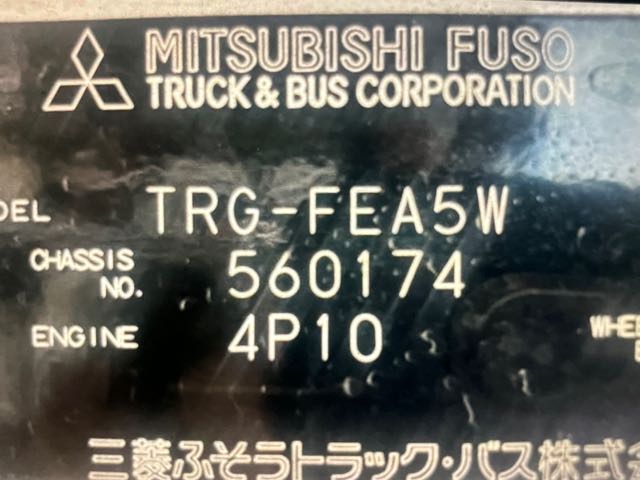 MITSUBISHI FUSO
TRUCK & BUS CORPORATION
DEL TRG-FEA5W
CHASSIS NO. 560174
ENGINE 4P10
WHE
三菱ふそうトラック・バス株式